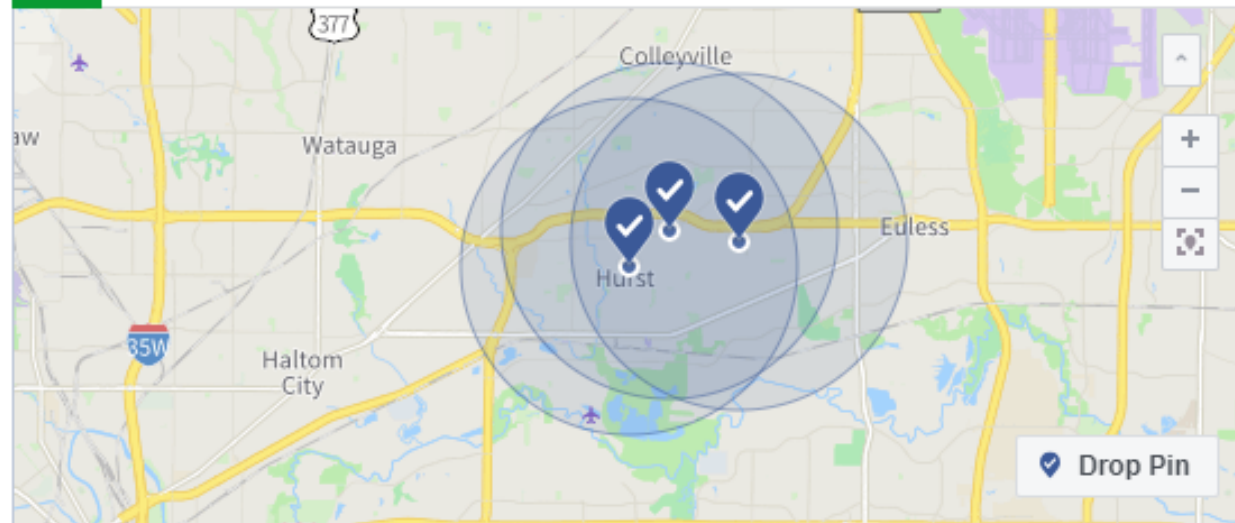 377
Colleyville
aw
Watauga
Euless
Hurst
35W
Haltom
City
Drop Pin